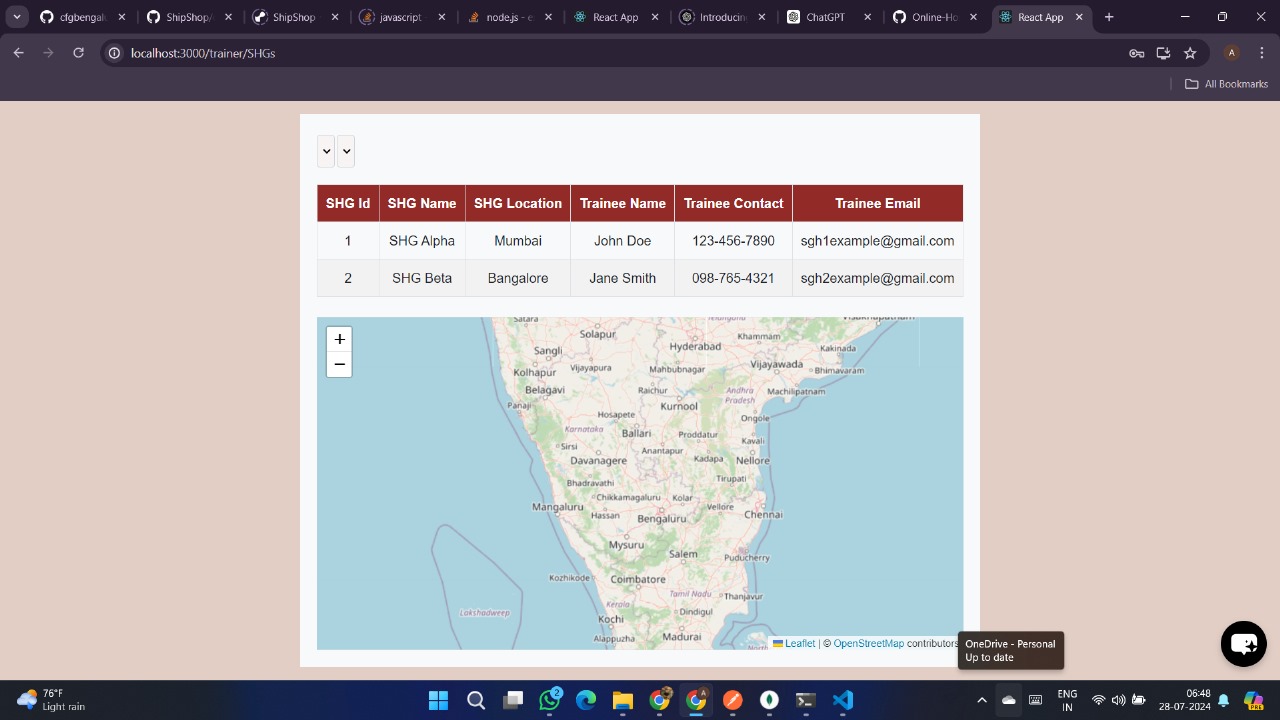 cfgbengal
ShipShop/
ShipShop
javascript
node.js - e
React App
Introducin
ChatGPT
Online-Ho
React App
localhost:3000/trainer/SHGs
A
All Bookmarks
SHG Id SHG Name SHG Location Trainee Name Trainee Contact Trainee Email
1 SHG Alpha Mumbai John Doe 123-456-7890 sgh1example@gmail.com
2 SHG Beta Bangalore Jane Smith 098-765-4321 sgh2example@gmail.com
+
−
Satara
Telangana
Visakhapatnam
Solapur
Khammam
Hyderabad
Kakinada
Sangli
Vijayapura
Mahbubnagar
Vijayawada
Bhimavaram
Kolhapur
Belagavi
Raichur
Andhra
Pradesh
Machilipatnam
Panaji
Hosapete
Kurnool
Ongole
Karnataka
Ballari
Proddatur
Kavali
Sirsi
Anantapur
Davanagere
Kadapa
Nellore
Bhadravathi
Tirupati
Chikkamagaluru
Kolar
Mangaluru
Hassan
Bengaluru
Vellore
Chennai
Mysuru
Salem
Puducherry
Kozhikode
Coimbatore
Kerala
Tamil Nadu
Thanjavur
Lakshadweep
Kochi
Dindigul
Alappuzha
Madurai
North
Leaflet | © OpenStreetMap contributors
OneDrive - Personal
Up to date
76°F
Light rain
2
A
ENG
IN
06:48
28-07-2024
PRE